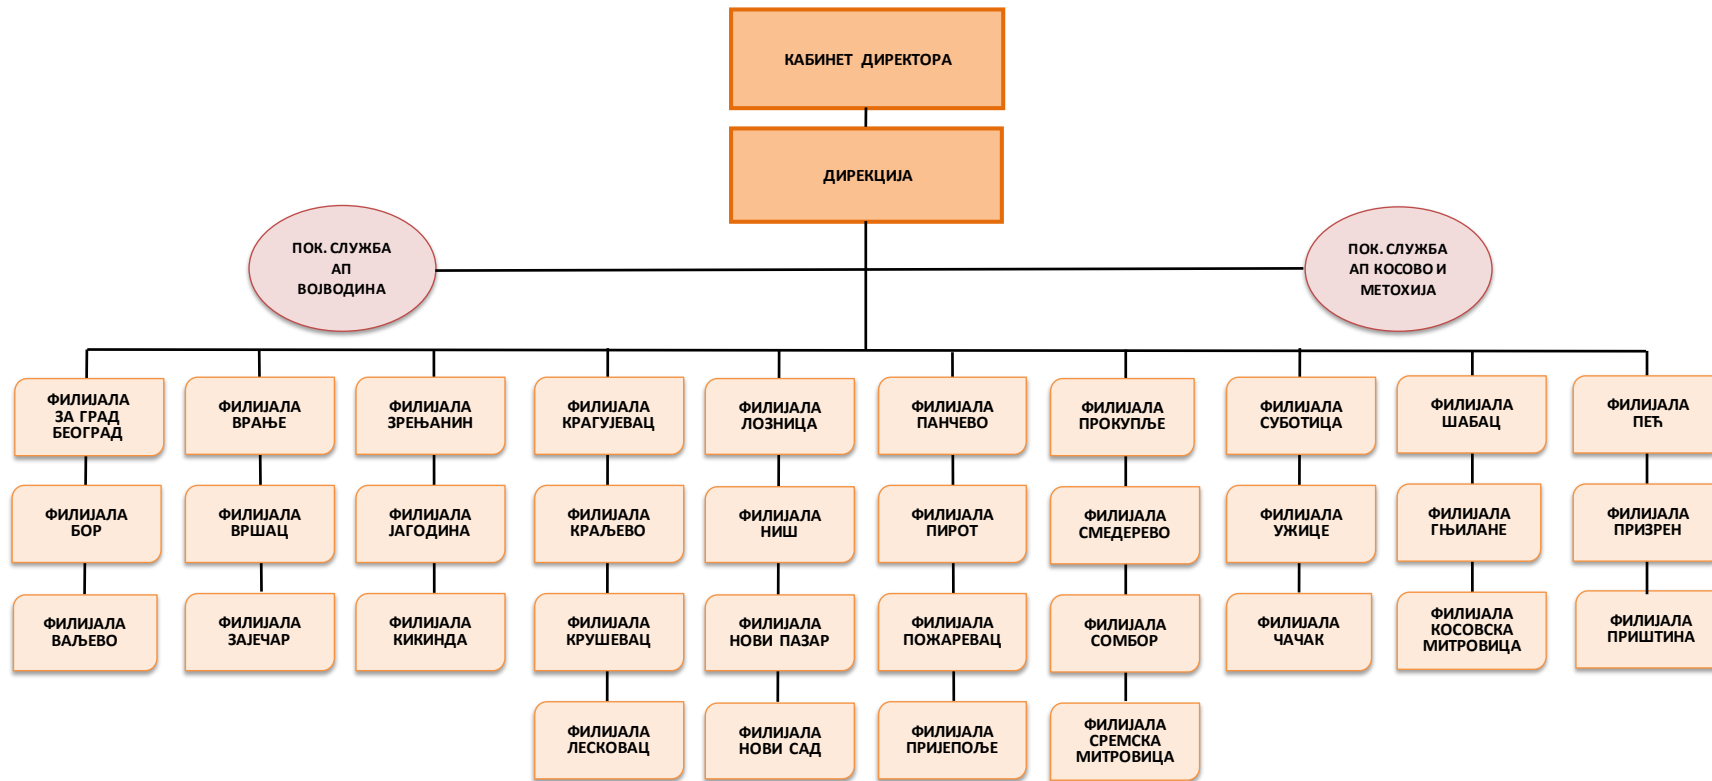 КАБИНЕТ ДИРЕКТОРА
ДИРЕКЦИЈА
ПОК. СЛУЖБА
АП
ВОЈВОДИНА
ПОК. СЛУЖБА
АП КОСОВО И
МЕТОХИЈА
ФИЛИЈАЛА
ЗА ГРАД
БЕОГРАД
ФИЛИЈАЛА
ВРАЊЕ
ФИЛИЈАЛА
ЗРЕЊАНИН
ФИЛИЈАЛА
КРАГУЈЕВАЦ
ФИЛИЈАЛА
ЛОЗНИЦА
ФИЛИЈАЛА
ПАНЧЕВО
ФИЛИЈАЛА
ПРОКУПЉЕ
ФИЛИЈАЛА
СУБОТИЦА
ФИЛИЈАЛА
ШАБАЦ
ФИЛИЈАЛА
ПЕЋ
ФИЛИЈАЛА
БОР
ФИЛИЈАЛА
ВРШАЦ
ФИЛИЈАЛА
ЈАГОДИНА
ФИЛИЈАЛА
КРАЉЕВО
ФИЛИЈАЛА
НИШ
ФИЛИЈАЛА
ПИРОТ
ФИЛИЈАЛА
СМЕДЕРЕВО
ФИЛИЈАЛА
УЖИЦЕ
ФИЛИЈАЛА
ГЊИЛАНЕ
ФИЛИЈАЛА
ПРИЗРЕН
ФИЛИЈАЛА
ВАЉЕВО
ФИЛИЈАЛА
ЗАЈЕЧАР
ФИЛИЈАЛА
КИКИНДА
ФИЛИЈАЛА
КРУШЕВАЦ
ФИЛИЈАЛА
НОВИ ПАЗАР
ФИЛИЈАЛА
ПОЖАРЕВАЦ
ФИЛИЈАЛА
СОМБОР
ФИЛИЈАЛА
ЧАЧАК
ФИЛИЈАЛА
КОСОВСКА
МИТРОВИЦА
ФИЛИЈАЛА
ПРИШТИНА
ФИЛИЈАЛА
ЛЕСКОВАЦ
ФИЛИЈАЛА
НОВИ САД
ФИЛИЈАЛА
ПРИЈЕПОЉЕ
ФИЛИЈАЛА
СРЕМСКА
МИТРОВИЦА